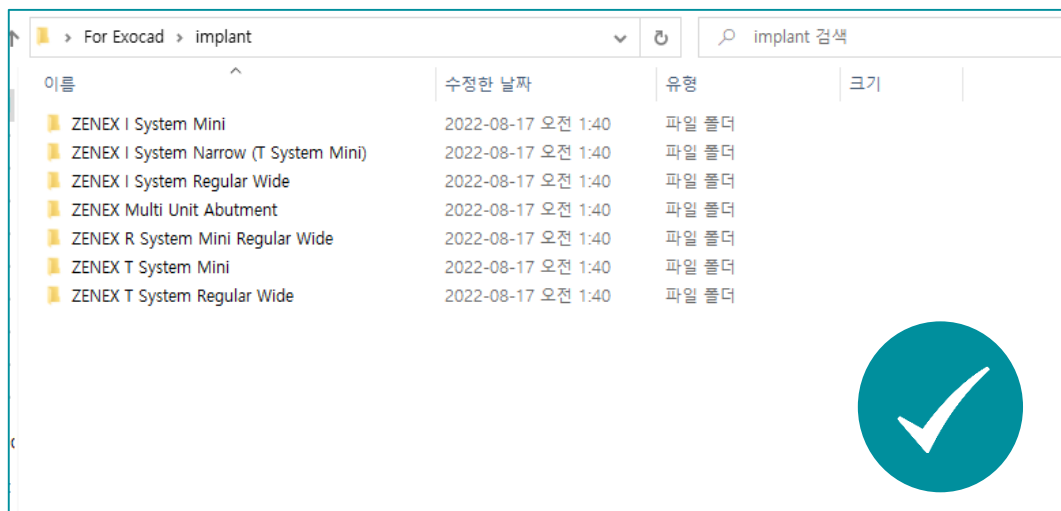 For Exocad > implant
implant 검색
이름 수정한 날짜 유형 크기
ZENEX I System Mini 2022-08-17 오전 1:40 파일 폴더
ZENEX I System Narrow (T System Mini) 2022-08-17 오전 1:40 파일 폴더
ZENEX I System Regular Wide 2022-08-17 오전 1:40 파일 폴더
ZENEX Multi Unit Abutment 2022-08-17 오전 1:40 파일 폴더
ZENEX R System Mini Regular Wide 2022-08-17 오전 1:40 파일 폴더
ZENEX T System Mini 2022-08-17 오전 1:40 파일 폴더
ZENEX T System Regular Wide 2022-08-17 오전 1:40 파일 폴더